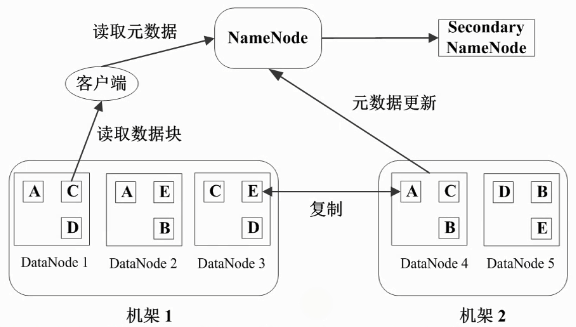 读取元数据
NameNode
Secondary
NameNode
客户端
元数据更新
读取数据块
A C A E C E A C D B
D B D B E
复制
DataNode 1 DataNode 2 DataNode 3 DataNode 4 DataNode 5
机架 1 机架 2